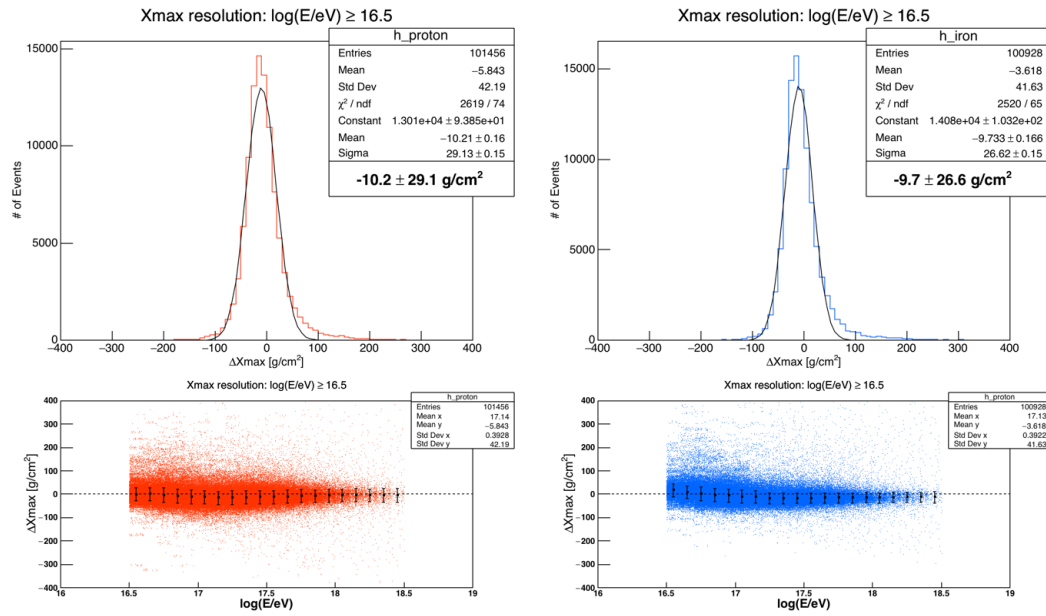 Xmax resolution: log(E/eV) ≥ 16.5
h_proton
Entries 101456
Mean −5.843
Std Dev 42.19
χ² / ndf 2619 / 74
Constant 1.301e+04 ± 9.385e+01
Mean −10.21 ± 0.16
Sigma 29.13 ± 0.15
-10.2 ± 29.1 g/cm²
# of Events
15000
10000
5000
0
−400 −300 −200 −100 0 100 200 300 400
ΔXmax [g/cm²]
Xmax resolution: log(E/eV) ≥ 16.5
h_iron
Entries 100928
Mean −3.618
Std Dev 41.63
χ² / ndf 2520 / 65
Constant 1.408e+04 ± 1.032e+02
Mean −9.733 ± 0.166
Sigma 26.62 ± 0.15
-9.7 ± 26.6 g/cm²
# of Events
15000
10000
5000
0
−400 −300 −200 −100 0 100 200 300 400
ΔXmax [g/cm²]
Xmax resolution: log(E/eV) ≥ 16.5
h_proton
Entries 101456
Mean x 17.14
Mean y −5.843
Std Dev x 0.3928
Std Dev y 42.19
ΔXmax [g/cm²]
400
300
200
100
0
−100
−200
−300
−400
16 16.5 17 17.5 18 18.5 19
log(E/eV)
Xmax resolution: log(E/eV) ≥ 16.5
h_proton
Entries 100928
Mean x 17.13
Mean y −3.618
Std Dev x 0.3922
Std Dev y 41.63
ΔXmax [g/cm²]
400
300
200
100
0
−100
−200
−300
−400
16 16.5 17 17.5 18 18.5 19
log(E/eV)